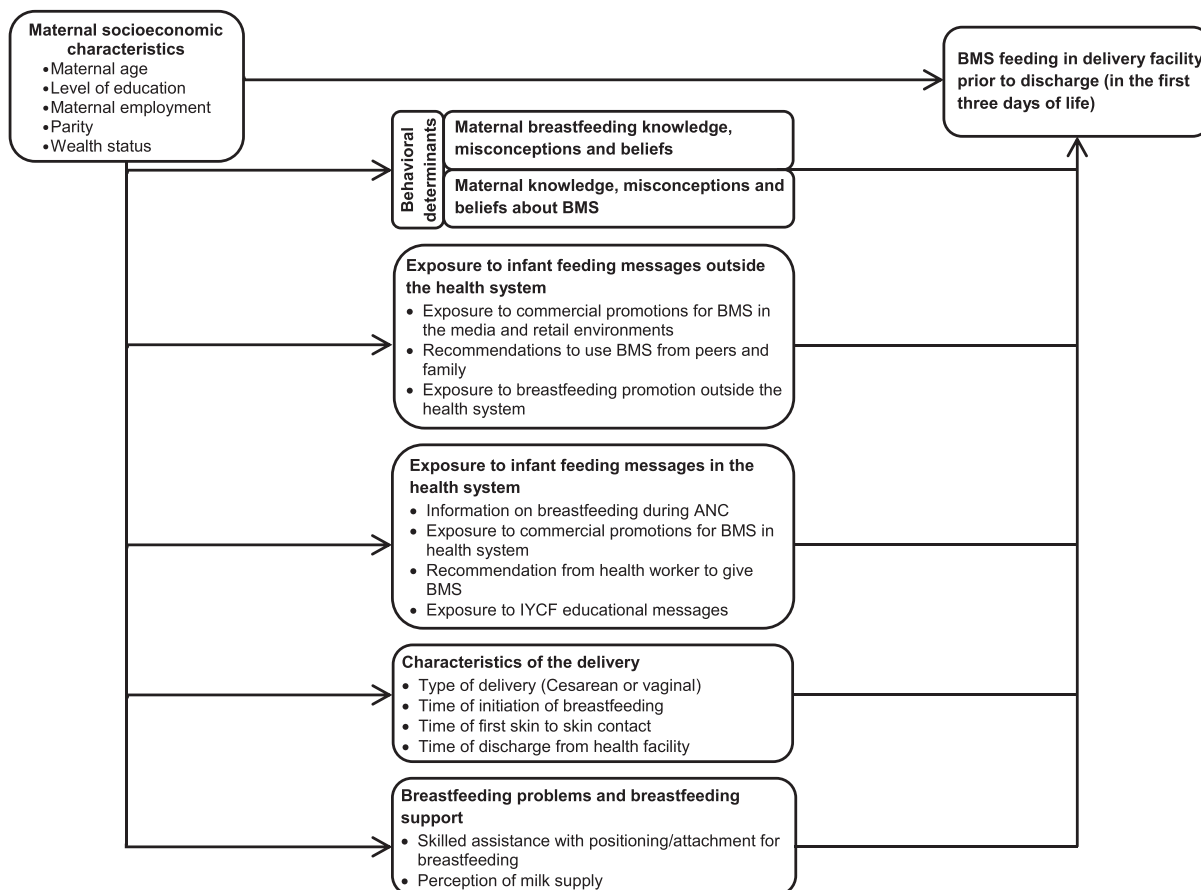 Maternal socioeconomic
characteristics
•Maternal age
•Level of education
•Maternal employment
•Parity
•Wealth status
BMS feeding in delivery facility
prior to discharge (in the first
three days of life)
Behavioral
determinants
Maternal breastfeeding knowledge,
misconceptions and beliefs
Maternal knowledge, misconceptions and
beliefs about BMS
Exposure to infant feeding messages outside
the health system
• Exposure to commercial promotions for BMS in
the media and retail environments
• Recommendations to use BMS from peers and
family
• Exposure to breastfeeding promotion outside the
health system
Exposure to infant feeding messages in the
health system
• Information on breastfeeding during ANC
• Exposure to commercial promotions for BMS in
health system
• Recommendation from health worker to give
BMS
• Exposure to IYCF educational messages
Characteristics of the delivery
• Type of delivery (Cesarean or vaginal)
• Time of initiation of breastfeeding
• Time of first skin to skin contact
• Time of discharge from health facility
Breastfeeding problems and breastfeeding
support
• Skilled assistance with positioning/attachment for
breastfeeding
• Perception of milk supply